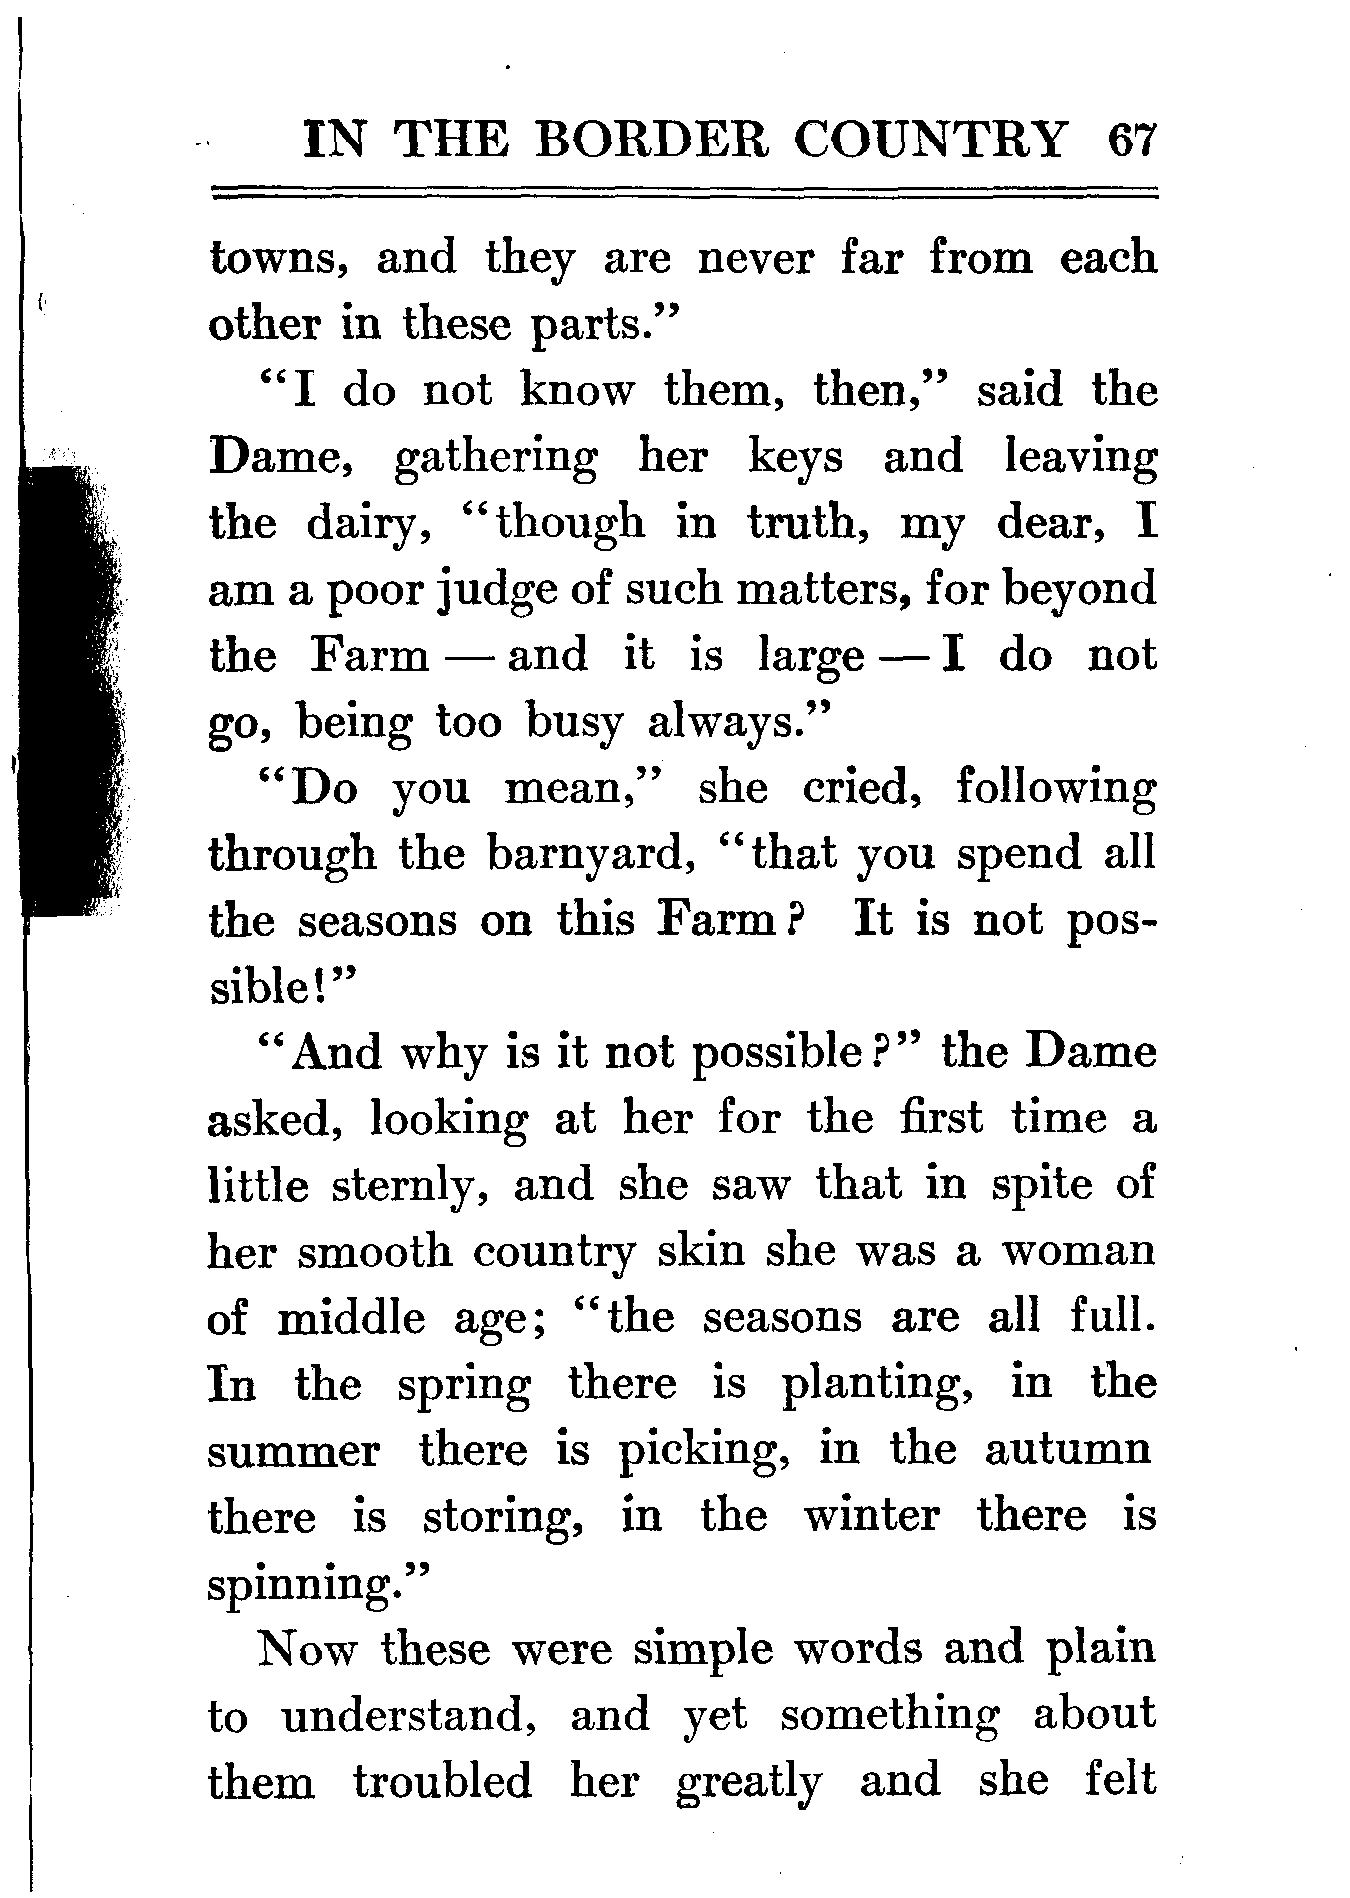 IN THE BORDER COUNTRY 67
towns, and they are never far from each
other in these parts."
"I do not know them, then," said the
Dame, gathering her keys and leaving
the dairy, "though in truth, my dear, I
am a poor judge of such matters, for beyond
the Farm — and it is large — I do not
go, being too busy always."
"Do you mean," she cried, following
through the barnyard, "that you spend all
the seasons on this Farm? It is not pos-
sible!"
"And why is it not possible?" the Dame
asked, looking at her for the first time a
little sternly, and she saw that in spite of
her smooth country skin she was a woman
of middle age; "the seasons are all full.
In the spring there is planting, in the
summer there is picking, in the autumn
there is storing, in the winter there is
spinning."
Now these were simple words and plain
to understand, and yet something about
them troubled her greatly and she felt